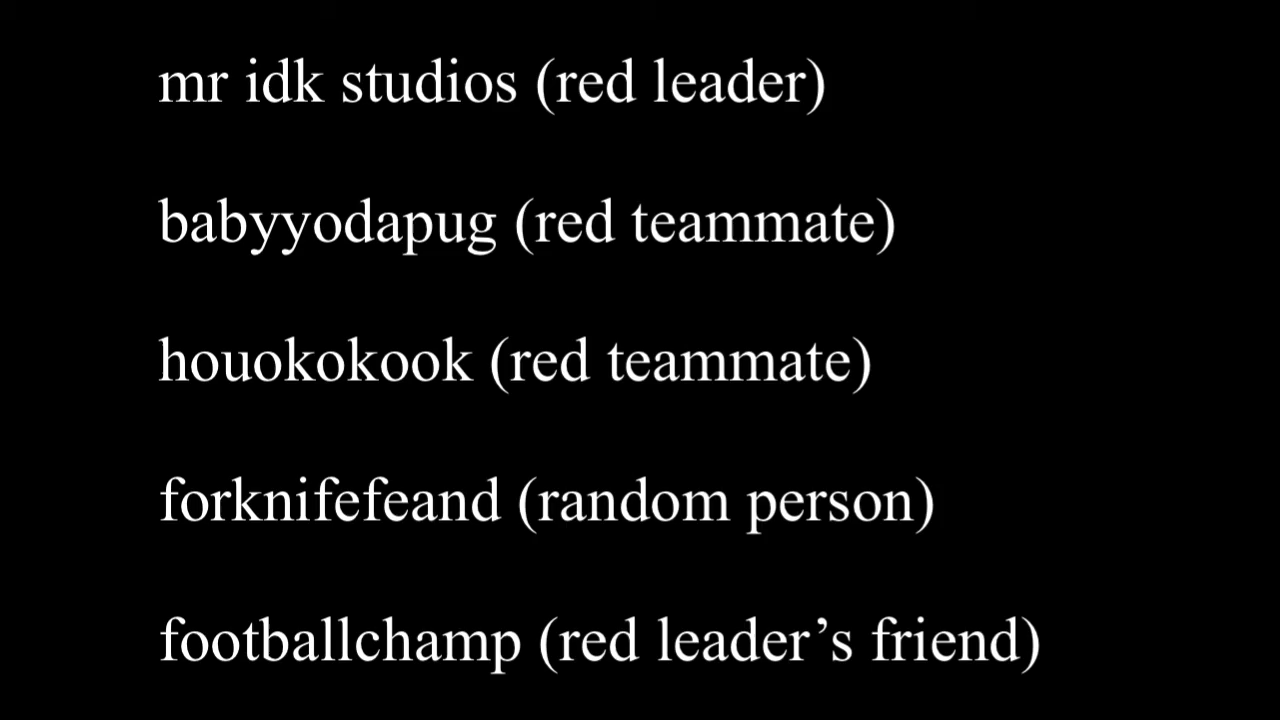 mr idk studios (red leader)
babyyodapug (red teammate)
houokokook (red teammate)
forknifefeand (random person)
footballchamp (red leader’s friend)